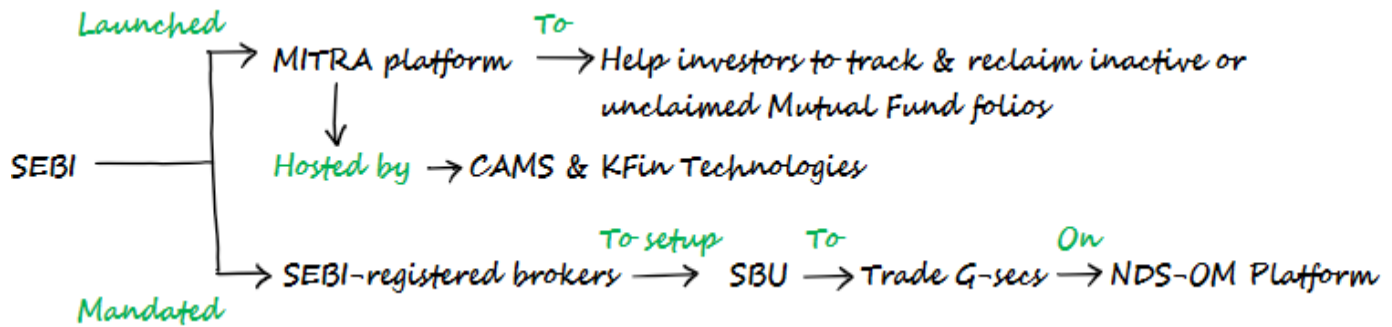 Launched
To
MITRA platform
Help investors to track & reclaim inactive or
unclaimed Mutual Fund folios
SEBI
Hosted by
CAMS & KFin Technologies
To setup
To
On
SEBI-registered brokers
SBU
Trade G-secs
NDS-OM Platform
Mandated